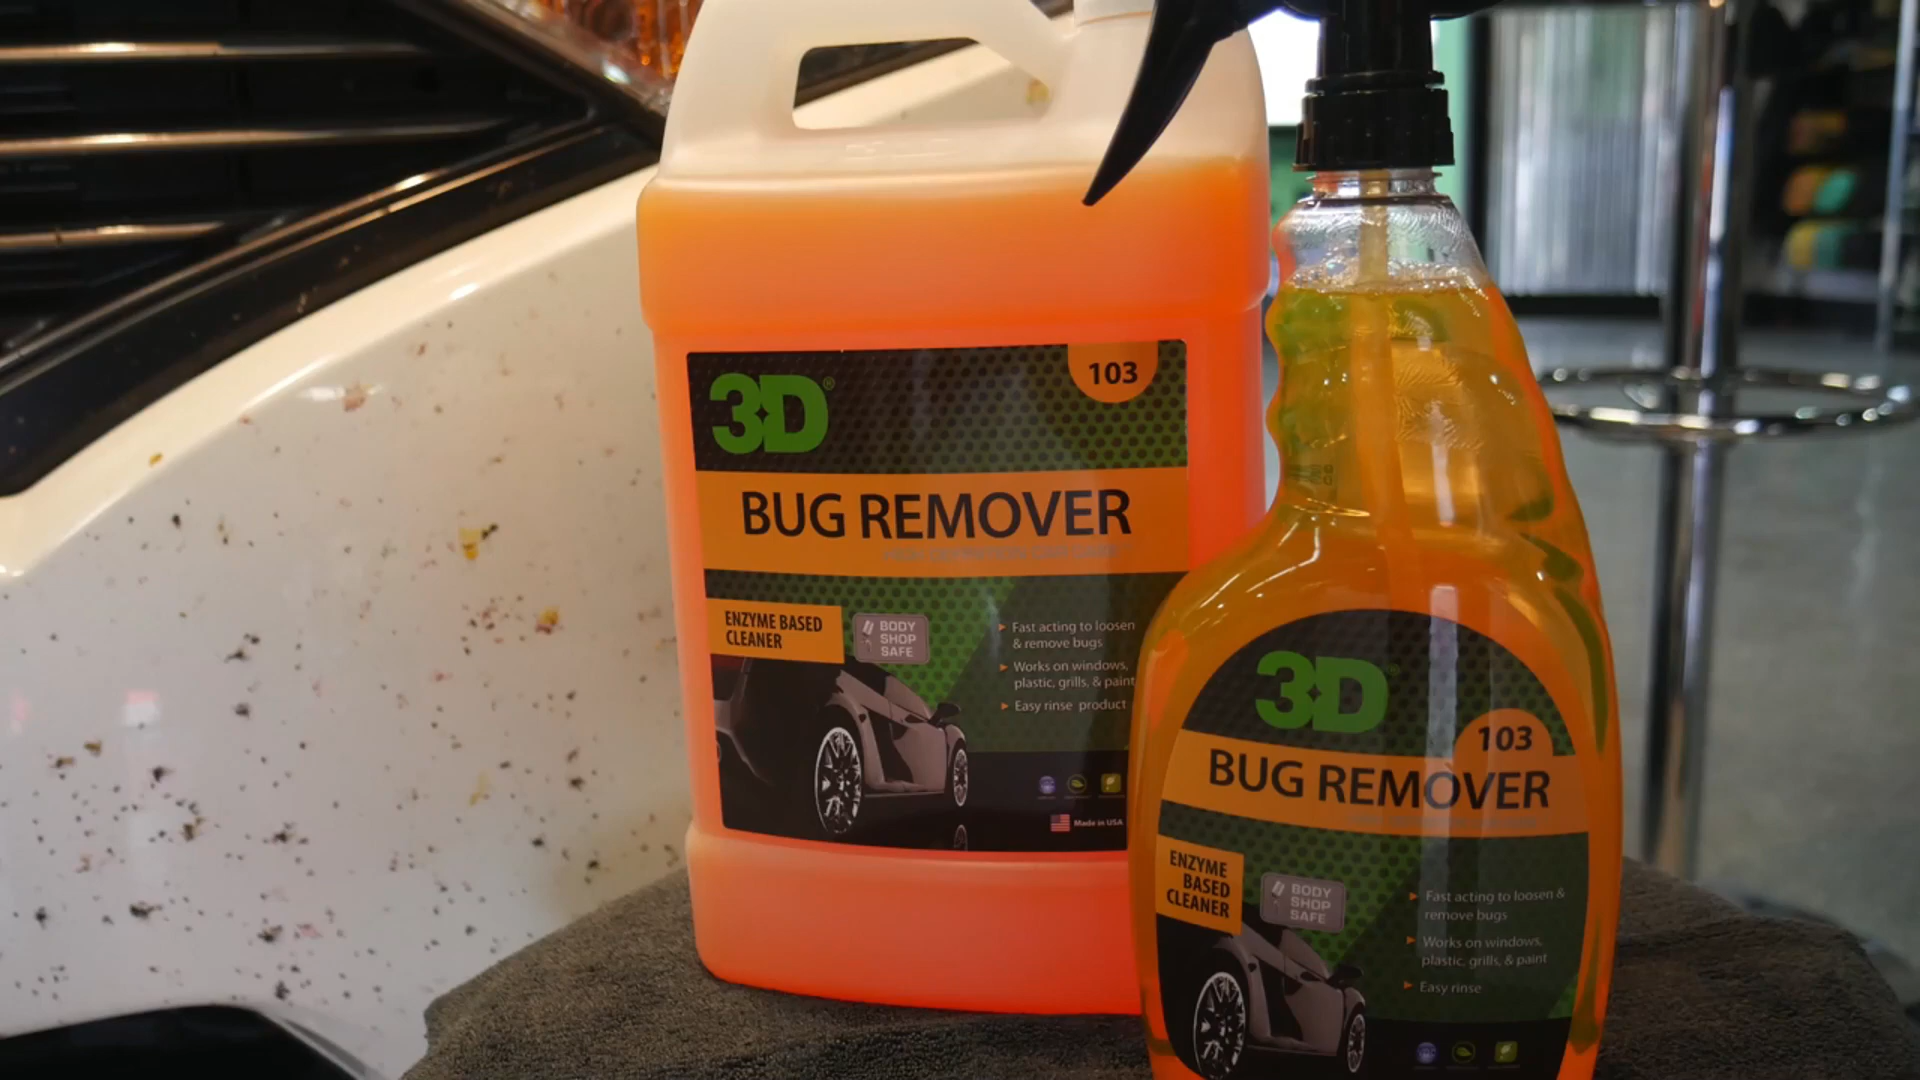 3D®
103
BUG REMOVER
ENZYME BASED
CLEANER
BODY
SHOP
SAFE
Fast acting to loosen
& remove bugs
Works on windows,
plastic, grills, & paint
Easy rinse product
Made in USA
3D®
103
BUG REMOVER
ENZYME
BASED
CLEANER
BODY
SHOP
SAFE
Fast acting to loosen &
remove bugs
Works on windows,
plastic, grills, & paint
Easy rinse